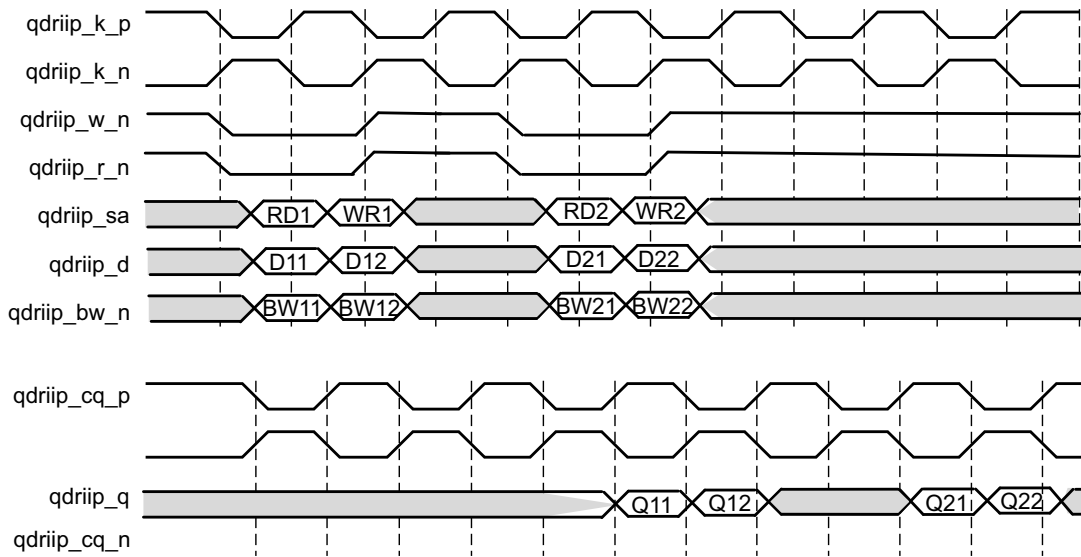 qdriip_k_p
qdriip_k_n
qdriip_w_n
qdriip_r_n
qdriip_sa RD1 WR1 RD2 WR2
qdriip_d D11 D12 D21 D22
qdriip_bw_n BW11 BW12 BW21 BW22
qdriip_cq_p
qdriip_q Q11 Q12 Q21 Q22
qdriip_cq_n